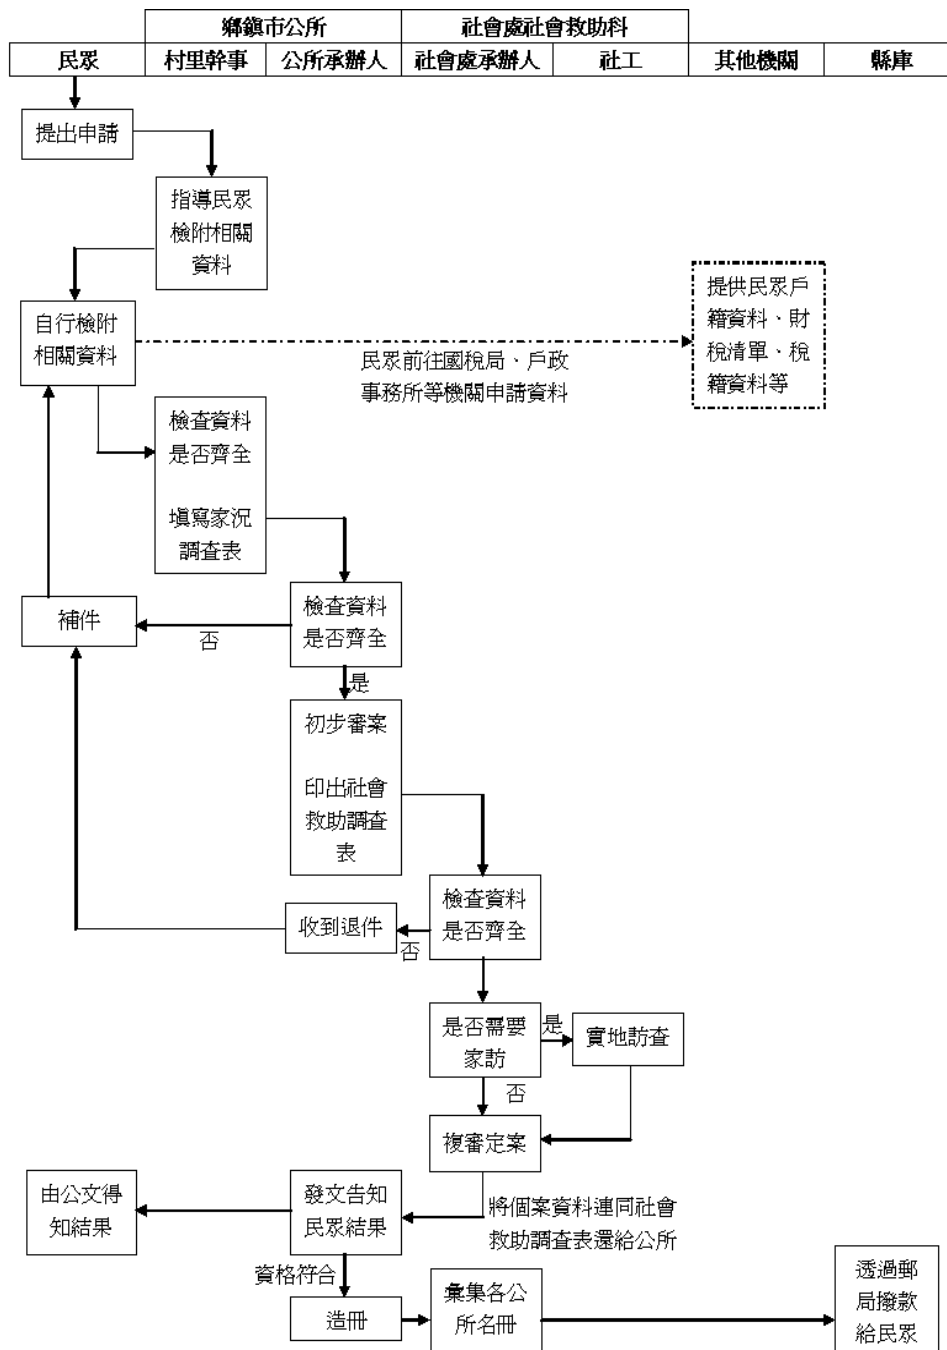 鄉鎮市公所
社會處社會救助科
民眾
村里幹事
公所承辦人
社會處承辦人
社工
其他機關
縣庫
提出申請
指導民眾
檢附相關
資料
自行檢附
相關資料
民眾前往國稅局、戶政
事務所等機關申請資料
提供民眾戶
籍資料、財
稅清單、稅
籍資料等
檢查資料
是否齊全
填寫家況
調查表
檢查資料
是否齊全
否
補件
是
初步審案
印出社會
救助調查
表
檢查資料
是否齊全
否
收到退件
是否需要
家訪
是
實地訪查
否
複審定案
將個案資料連同社會
救助調查表還給公所
發文告知
民眾結果
由公文得
知結果
資格符合
造冊
彙集各公
所名冊
透過郵
局撥款
給民眾